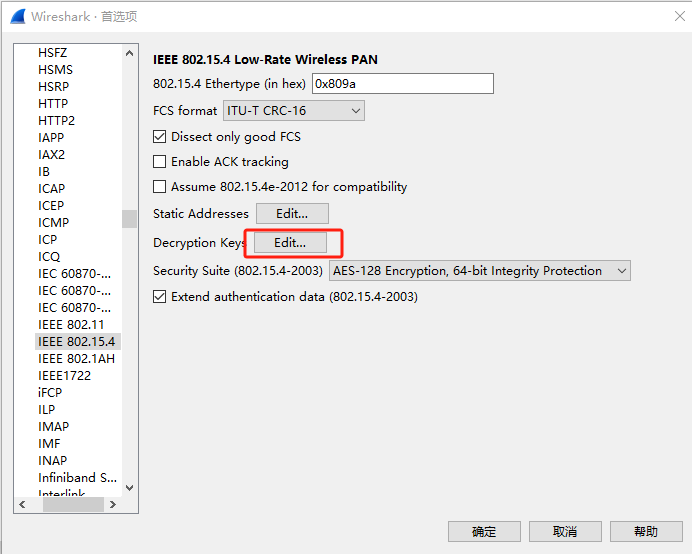 Wireshark · 首选项
HSFZ
HSMS
HSRP
HTTP
HTTP2
IAPP
IAX2
IB
ICAP
ICEP
ICMP
ICP
ICQ
IEC 60870-...
IEC 60870-...
IEC 60870-...
IEEE 802.11
IEEE 802.15.4
IEEE 802.1AH
IEEE1722
iFCP
ILP
IMAP
IMF
INAP
Infiniband S...
Interlink
IEEE 802.15.4 Low-Rate Wireless PAN
802.15.4 Ethertype (in hex) 0x809a
FCS format ITU-T CRC-16
Dissect only good FCS
Enable ACK tracking
Assume 802.15.4e-2012 for compatibility
Static Addresses Edit...
Decryption Keys Edit...
Security Suite (802.15.4-2003) AES-128 Encryption, 64-bit Integrity Protection
Extend authentication data (802.15.4-2003)
确定 取消 帮助